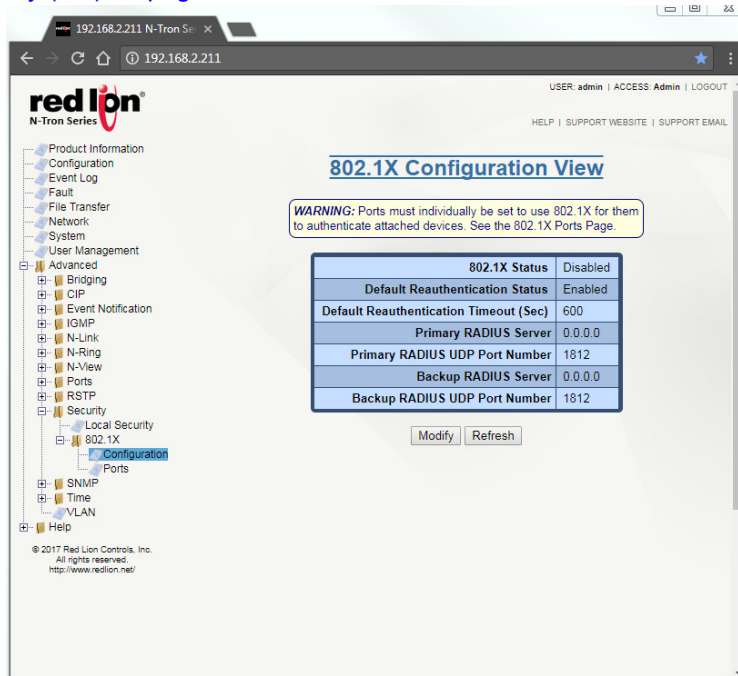 192.168.2.211 N-Tron Se
192.168.2.211
USER: admin | ACCESS: Admin | LOGOUT
red lion®
N-Tron Series
HELP | SUPPORT WEBSITE | SUPPORT EMAIL
Product Information
Configuration
Event Log
Fault
File Transfer
Network
System
User Management
Advanced
Bridging
CIP
Event Notification
IGMP
N-Link
N-Ring
N-View
Ports
RSTP
Security
Local Security
802.1X
Configuration
Ports
SNMP
Time
VLAN
Help
© 2017 Red Lion Controls, Inc.
All rights reserved.
http://www.redlion.net/
802.1X Configuration View
WARNING: Ports must individually be set to use 802.1X for them
to authenticate attached devices. See the 802.1X Ports Page.
802.1X Status Disabled
Default Reauthentication Status Enabled
Default Reauthentication Timeout (Sec) 600
Primary RADIUS Server 0.0.0.0
Primary RADIUS UDP Port Number 1812
Backup RADIUS Server 0.0.0.0
Backup RADIUS UDP Port Number 1812
Modify Refresh